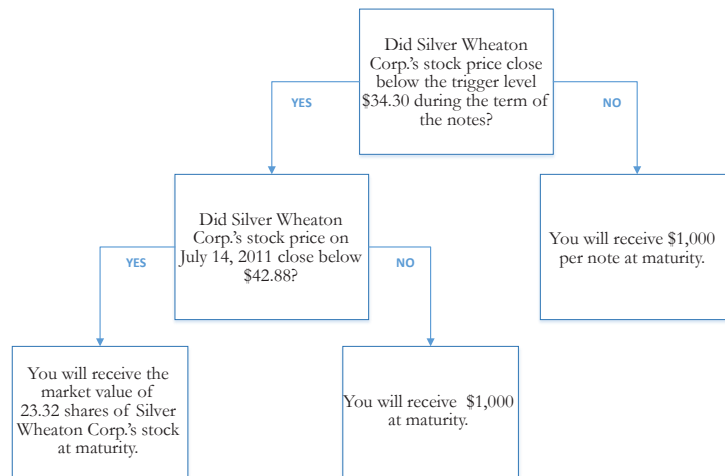 Did Silver Wheaton
Corp.'s stock price close
below the trigger level
$34.30 during the term of
the notes?
YES
NO
Did Silver Wheaton
Corp.'s stock price on
July 14, 2011 close below
$42.88?
You will receive $1,000
per note at maturity.
YES
NO
You will receive the
market value of
23.32 shares of Silver
Wheaton Corp.'s stock
at maturity.
You will receive $1,000
at maturity.